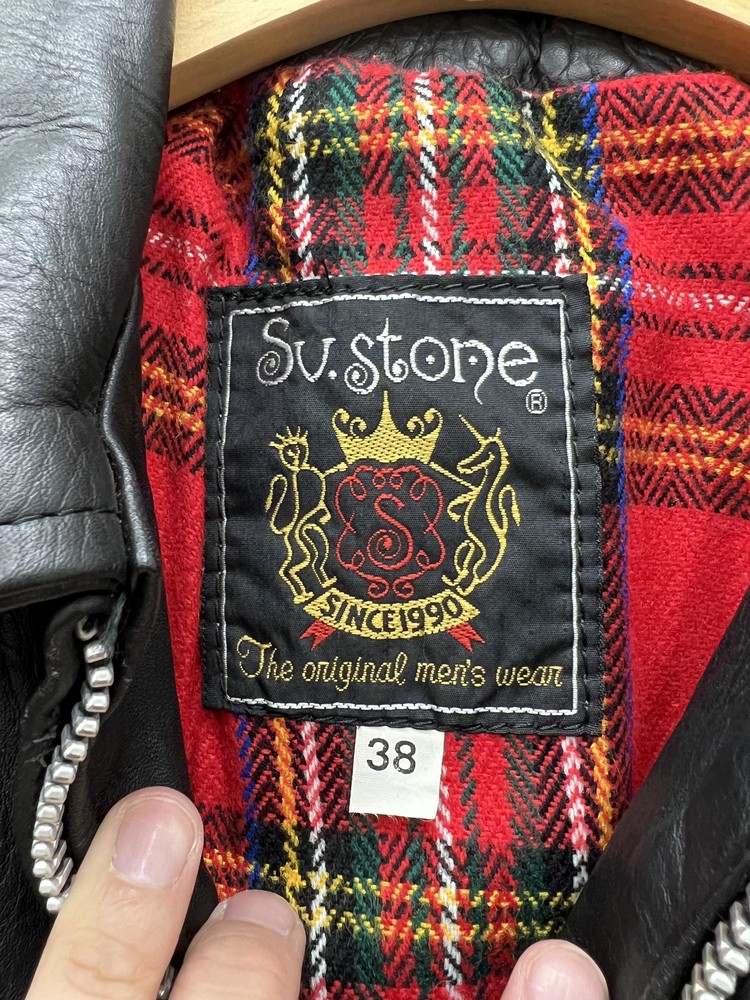 Sv.stone
®
S
SINCE1990
The original men's wear
38